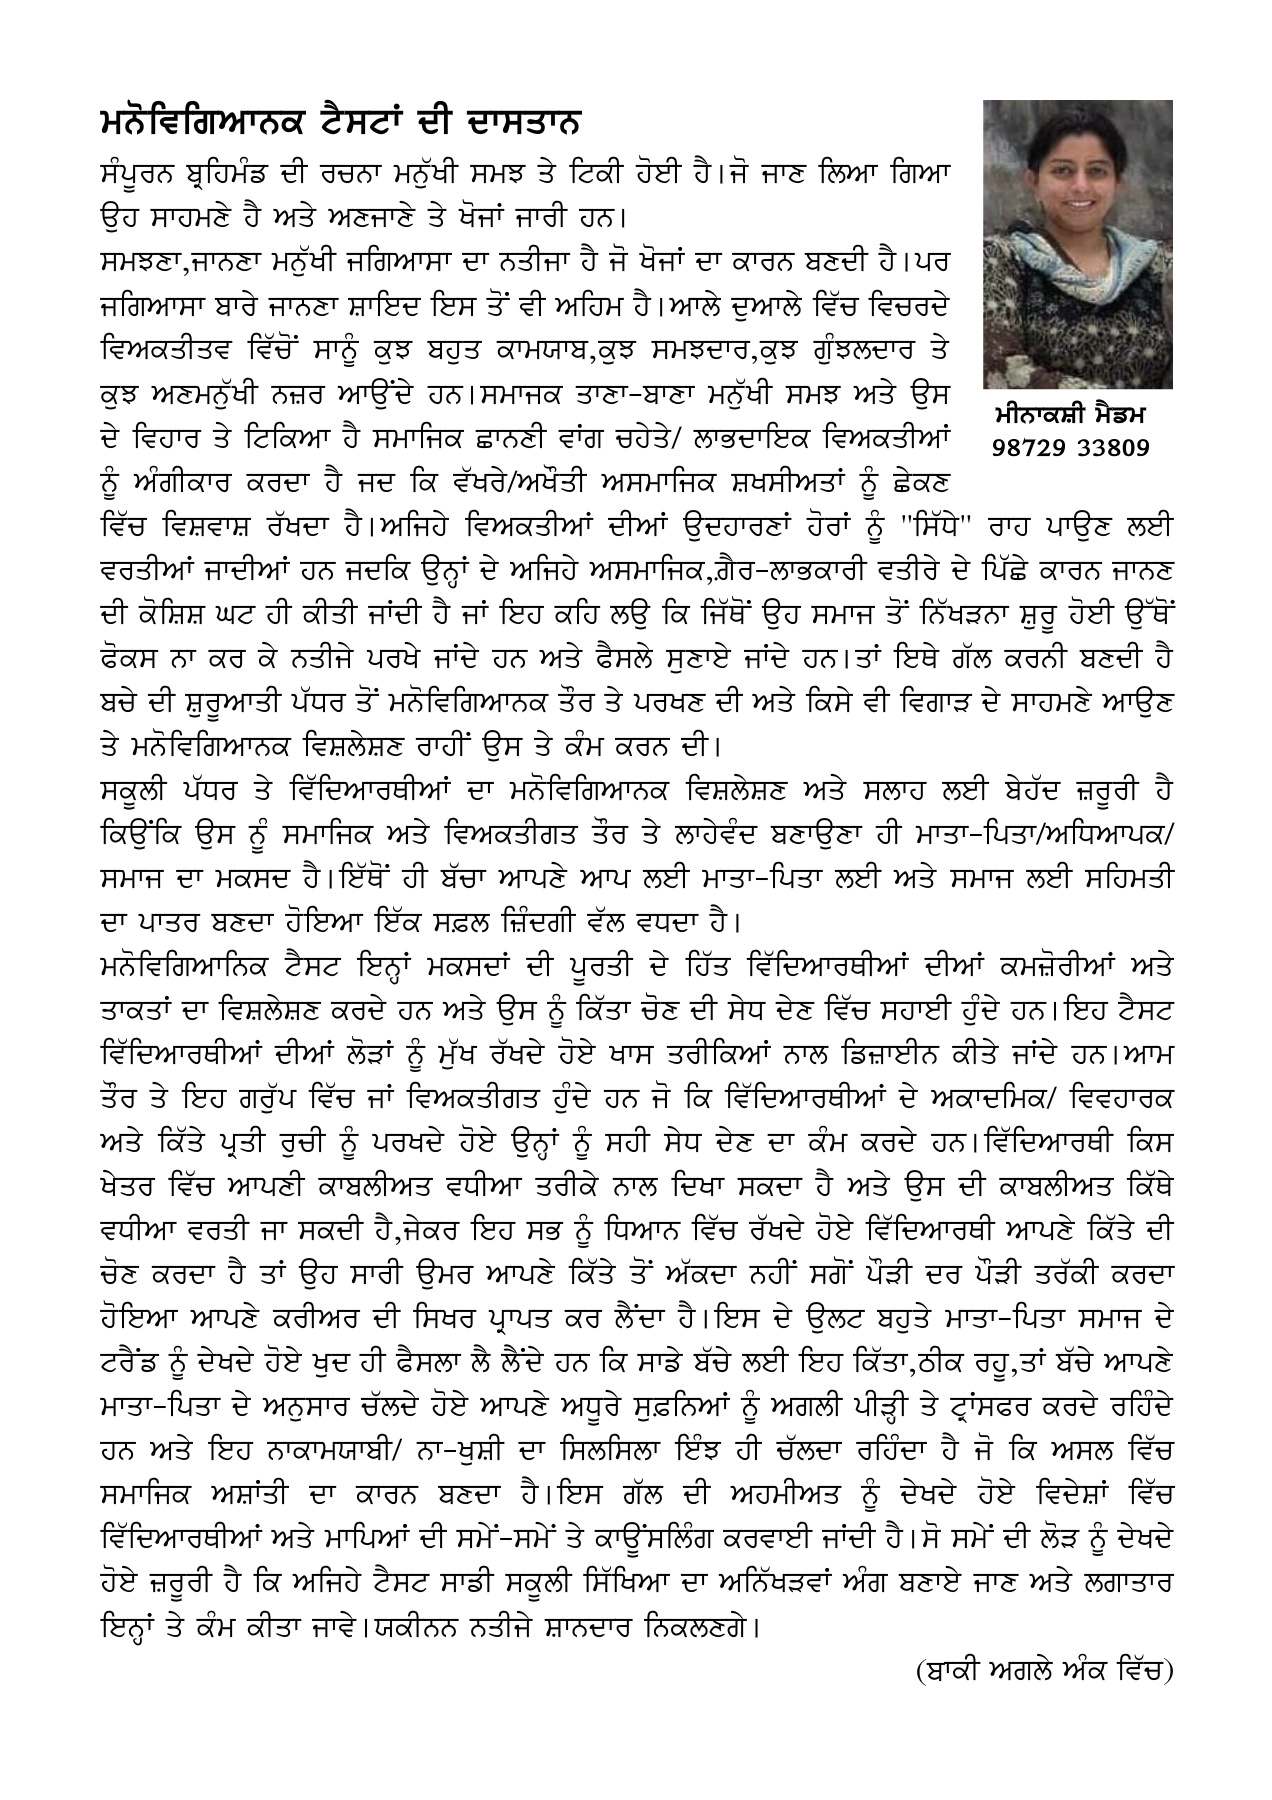 ਮਨੋਵਿਗਿਆਨਕ ਟੈਸਟਾਂ ਦੀ ਦਾਸਤਾਨ
ਸੰਪੂਰਨ ਬ੍ਰਹਿਮੰਡ ਦੀ ਰਚਨਾ ਮਨੁੱਖੀ ਸਮਝ ਤੇ ਟਿਕੀ ਹੋਈ ਹੈ।ਜੋ ਜਾਣ ਲਿਆ ਗਿਆ
ਉਹ ਸਾਹਮਣੇ ਹੈ ਅਤੇ ਅਣਜਾਣੇ ਤੇ ਖੋਜਾਂ ਜਾਰੀ ਹਨ।
ਸਮਝਣਾ,ਜਾਨਣਾ ਮਨੁੱਖੀ ਜਗਿਆਸਾ ਦਾ ਨਤੀਜਾ ਹੈ ਜੋ ਖੋਜਾਂ ਦਾ ਕਾਰਨ ਬਣਦੀ ਹੈ।ਪਰ
ਜਗਿਆਸਾ ਬਾਰੇ ਜਾਨਣਾ ਸ਼ਾਇਦ ਇਸ ਤੋਂ ਵੀ ਅਹਿਮ ਹੈ।ਆਲੇ ਦੁਆਲੇ ਵਿੱਚ ਵਿਚਰਦੇ
ਵਿਅਕਤੀਤਵ ਵਿੱਚੋਂ ਸਾਨੂੰ ਕੁਝ ਬਹੁਤ ਕਾਮਯਾਬ,ਕੁਝ ਸਮਝਦਾਰ,ਕੁਝ ਗੁੰਝਲਦਾਰ ਤੇ
ਕੁਝ ਅਣਮਨੁੱਖੀ ਨਜ਼ਰ ਆਉਂਦੇ ਹਨ।ਸਮਾਜਕ ਤਾਣਾ-ਬਾਣਾ ਮਨੁੱਖੀ ਸਮਝ ਅਤੇ ਉਸ
ਦੇ ਵਿਹਾਰ ਤੇ ਟਿਕਿਆ ਹੈ ਸਮਾਜਿਕ ਛਾਨਣੀ ਵਾਂਗ ਚਹੇਤੇ/ ਲਾਭਦਾਇਕ ਵਿਅਕਤੀਆਂ
ਨੂੰ ਅੰਗੀਕਾਰ ਕਰਦਾ ਹੈ ਜਦ ਕਿ ਵੱਖਰੇ/ਅਖੌਤੀ ਅਸਮਾਜਿਕ ਸ਼ਖਸੀਅਤਾਂ ਨੂੰ ਛੇਕਣ
ਮੀਨਾਕਸ਼ੀ ਮੈਡਮ
98729 33809
ਵਿੱਚ ਵਿਸ਼ਵਾਸ਼ ਰੱਖਦਾ ਹੈ।ਅਜਿਹੇ ਵਿਅਕਤੀਆਂ ਦੀਆਂ ਉਦਹਾਰਣਾਂ ਹੋਰਾਂ ਨੂੰ "ਸਿੱਧੇ" ਰਾਹ ਪਾਉਣ ਲਈ
ਵਰਤੀਆਂ ਜਾਦੀਆਂ ਹਨ ਜਦਕਿ ਉਨ੍ਹਾਂ ਦੇ ਅਜਿਹੇ ਅਸਮਾਜਿਕ,ਗ਼ੈਰ-ਲਾਭਕਾਰੀ ਵਤੀਰੇ ਦੇ ਪਿੱਛੇ ਕਾਰਨ ਜਾਨਣ
ਦੀ ਕੋਸ਼ਿਸ਼ ਘਟ ਹੀ ਕੀਤੀ ਜਾਂਦੀ ਹੈ ਜਾਂ ਇਹ ਕਹਿ ਲਉ ਕਿ ਜਿੱਥੋਂ ਉਹ ਸਮਾਜ ਤੋਂ ਨਿੱਖੜਨਾ ਸ਼ੁਰੂ ਹੋਈ ਉੱਥੋਂ
ਫੋਕਸ ਨਾ ਕਰ ਕੇ ਨਤੀਜੇ ਪਰਖੇ ਜਾਂਦੇ ਹਨ ਅਤੇ ਫੈਸਲੇ ਸੁਣਾਏ ਜਾਂਦੇ ਹਨ।ਤਾਂ ਇਥੇ ਗੱਲ ਕਰਨੀ ਬਣਦੀ ਹੈ
ਬਚੇ ਦੀ ਸ਼ੁਰੂਆਤੀ ਪੱਧਰ ਤੋਂ ਮਨੋਵਿਗਿਆਨਕ ਤੌਰ ਤੇ ਪਰਖਣ ਦੀ ਅਤੇ ਕਿਸੇ ਵੀ ਵਿਗਾੜ ਦੇ ਸਾਹਮਣੇ ਆਉਣ
ਤੇ ਮਨੋਵਿਗਿਆਨਕ ਵਿਸ਼ਲੇਸ਼ਣ ਰਾਹੀਂ ਉਸ ਤੇ ਕੰਮ ਕਰਨ ਦੀ।
ਸਕੂਲੀ ਪੱਧਰ ਤੇ ਵਿੱਦਿਆਰਥੀਆਂ ਦਾ ਮਨੋਵਿਗਿਆਨਕ ਵਿਸ਼ਲੇਸ਼ਣ ਅਤੇ ਸਲਾਹ ਲਈ ਬੇਹੱਦ ਜ਼ਰੂਰੀ ਹੈ
ਕਿਉਂਕਿ ਉਸ ਨੂੰ ਸਮਾਜਿਕ ਅਤੇ ਵਿਅਕਤੀਗਤ ਤੌਰ ਤੇ ਲਾਹੇਵੰਦ ਬਣਾਉਣਾ ਹੀ ਮਾਤਾ-ਪਿਤਾ/ਅਧਿਆਪਕ/
ਸਮਾਜ ਦਾ ਮਕਸਦ ਹੈ।ਇੱਥੋਂ ਹੀ ਬੱਚਾ ਆਪਣੇ ਆਪ ਲਈ ਮਾਤਾ-ਪਿਤਾ ਲਈ ਅਤੇ ਸਮਾਜ ਲਈ ਸਹਿਮਤੀ
ਦਾ ਪਾਤਰ ਬਣਦਾ ਹੋਇਆ ਇੱਕ ਸਫ਼ਲ ਜ਼ਿੰਦਗੀ ਵੱਲ ਵਧਦਾ ਹੈ।
ਮਨੋਵਿਗਿਆਨਿਕ ਟੈਸਟ ਇਨ੍ਹਾਂ ਮਕਸਦਾਂ ਦੀ ਪੂਰਤੀ ਦੇ ਹਿੱਤ ਵਿੱਦਿਆਰਥੀਆਂ ਦੀਆਂ ਕਮਜ਼ੋਰੀਆਂ ਅਤੇ
ਤਾਕਤਾਂ ਦਾ ਵਿਸ਼ਲੇਸ਼ਣ ਕਰਦੇ ਹਨ ਅਤੇ ਉਸ ਨੂੰ ਕਿੱਤਾ ਚੋਣ ਦੀ ਸੇਧ ਦੇਣ ਵਿੱਚ ਸਹਾਈ ਹੁੰਦੇ ਹਨ।ਇਹ ਟੈਸਟ
ਵਿੱਦਿਆਰਥੀਆਂ ਦੀਆਂ ਲੋੜਾਂ ਨੂੰ ਮੁੱਖ ਰੱਖਦੇ ਹੋਏ ਖਾਸ ਤਰੀਕਿਆਂ ਨਾਲ ਡਿਜ਼ਾਈਨ ਕੀਤੇ ਜਾਂਦੇ ਹਨ।ਆਮ
ਤੌਰ ਤੇ ਇਹ ਗਰੁੱਪ ਵਿੱਚ ਜਾਂ ਵਿਅਕਤੀਗਤ ਹੁੰਦੇ ਹਨ ਜੋ ਕਿ ਵਿੱਦਿਆਰਥੀਆਂ ਦੇ ਅਕਾਦਮਿਕ/ ਵਿਵਹਾਰਕ
ਅਤੇ ਕਿੱਤੇ ਪ੍ਰਤੀ ਰੁਚੀ ਨੂੰ ਪਰਖਦੇ ਹੋਏ ਉਨ੍ਹਾਂ ਨੂੰ ਸਹੀ ਸੇਧ ਦੇਣ ਦਾ ਕੰਮ ਕਰਦੇ ਹਨ।ਵਿੱਦਿਆਰਥੀ ਕਿਸ
ਖੇਤਰ ਵਿੱਚ ਆਪਣੀ ਕਾਬਲੀਅਤ ਵਧੀਆ ਤਰੀਕੇ ਨਾਲ ਦਿਖਾ ਸਕਦਾ ਹੈ ਅਤੇ ਉਸ ਦੀ ਕਾਬਲੀਅਤ ਕਿੱਥੇ
ਵਧੀਆ ਵਰਤੀ ਜਾ ਸਕਦੀ ਹੈ,ਜੇਕਰ ਇਹ ਸਭ ਨੂੰ ਧਿਆਨ ਵਿੱਚ ਰੱਖਦੇ ਹੋਏ ਵਿੱਦਿਆਰਥੀ ਆਪਣੇ ਕਿੱਤੇ ਦੀ
ਚੋਣ ਕਰਦਾ ਹੈ ਤਾਂ ਉਹ ਸਾਰੀ ਉਮਰ ਆਪਣੇ ਕਿੱਤੇ ਤੋਂ ਅੱਕਦਾ ਨਹੀਂ ਸਗੋਂ ਪੌੜੀ ਦਰ ਪੌੜੀ ਤਰੱਕੀ ਕਰਦਾ
ਹੋਇਆ ਆਪਣੇ ਕਰੀਅਰ ਦੀ ਸਿਖਰ ਪ੍ਰਾਪਤ ਕਰ ਲੈਂਦਾ ਹੈ।ਇਸ ਦੇ ਉਲਟ ਬਹੁਤੇ ਮਾਤਾ-ਪਿਤਾ ਸਮਾਜ ਦੇ
ਟਰੈਂਡ ਨੂੰ ਦੇਖਦੇ ਹੋਏ ਖੁਦ ਹੀ ਫੈਸਲਾ ਲੈ ਲੈਂਦੇ ਹਨ ਕਿ ਸਾਡੇ ਬੱਚੇ ਲਈ ਇਹ ਕਿੱਤਾ,ਠੀਕ ਰਹੂ,ਤਾਂ ਬੱਚੇ ਆਪਣੇ
ਮਾਤਾ-ਪਿਤਾ ਦੇ ਅਨੁਸਾਰ ਚੱਲਦੇ ਹੋਏ ਆਪਣੇ ਅਧੂਰੇ ਸੁਫ਼ਨਿਆਂ ਨੂੰ ਅਗਲੀ ਪੀੜ੍ਹੀ ਤੇ ਟ੍ਰਾਂਸਫਰ ਕਰਦੇ ਰਹਿੰਦੇ
ਹਨ ਅਤੇ ਇਹ ਨਾਕਾਮਯਾਬੀ/ ਨਾ-ਖੁਸ਼ੀ ਦਾ ਸਿਲਸਿਲਾ ਇੰਝ ਹੀ ਚੱਲਦਾ ਰਹਿੰਦਾ ਹੈ ਜੋ ਕਿ ਅਸਲ ਵਿੱਚ
ਸਮਾਜਿਕ ਅਸ਼ਾਂਤੀ ਦਾ ਕਾਰਨ ਬਣਦਾ ਹੈ।ਇਸ ਗੱਲ ਦੀ ਅਹਮੀਅਤ ਨੂੰ ਦੇਖਦੇ ਹੋਏ ਵਿਦੇਸ਼ਾਂ ਵਿੱਚ
ਵਿੱਦਿਆਰਥੀਆਂ ਅਤੇ ਮਾਪਿਆਂ ਦੀ ਸਮੇਂ-ਸਮੇਂ ਤੇ ਕਾਊਂਸਲਿੰਗ ਕਰਵਾਈ ਜਾਂਦੀ ਹੈ।ਸੋ ਸਮੇਂ ਦੀ ਲੋੜ ਨੂੰ ਦੇਖਦੇ
ਹੋਏ ਜ਼ਰੂਰੀ ਹੈ ਕਿ ਅਜਿਹੇ ਟੈਸਟ ਸਾਡੀ ਸਕੂਲੀ ਸਿੱਖਿਆ ਦਾ ਅਨਿੱਖੜਵਾਂ ਅੰਗ ਬਣਾਏ ਜਾਣ ਅਤੇ ਲਗਾਤਾਰ
ਇਨ੍ਹਾਂ ਤੇ ਕੰਮ ਕੀਤਾ ਜਾਵੇ।ਯਕੀਨਨ ਨਤੀਜੇ ਸ਼ਾਨਦਾਰ ਨਿਕਲਣਗੇ।
(ਬਾਕੀ ਅਗਲੇ ਅੰਕ ਵਿੱਚ)